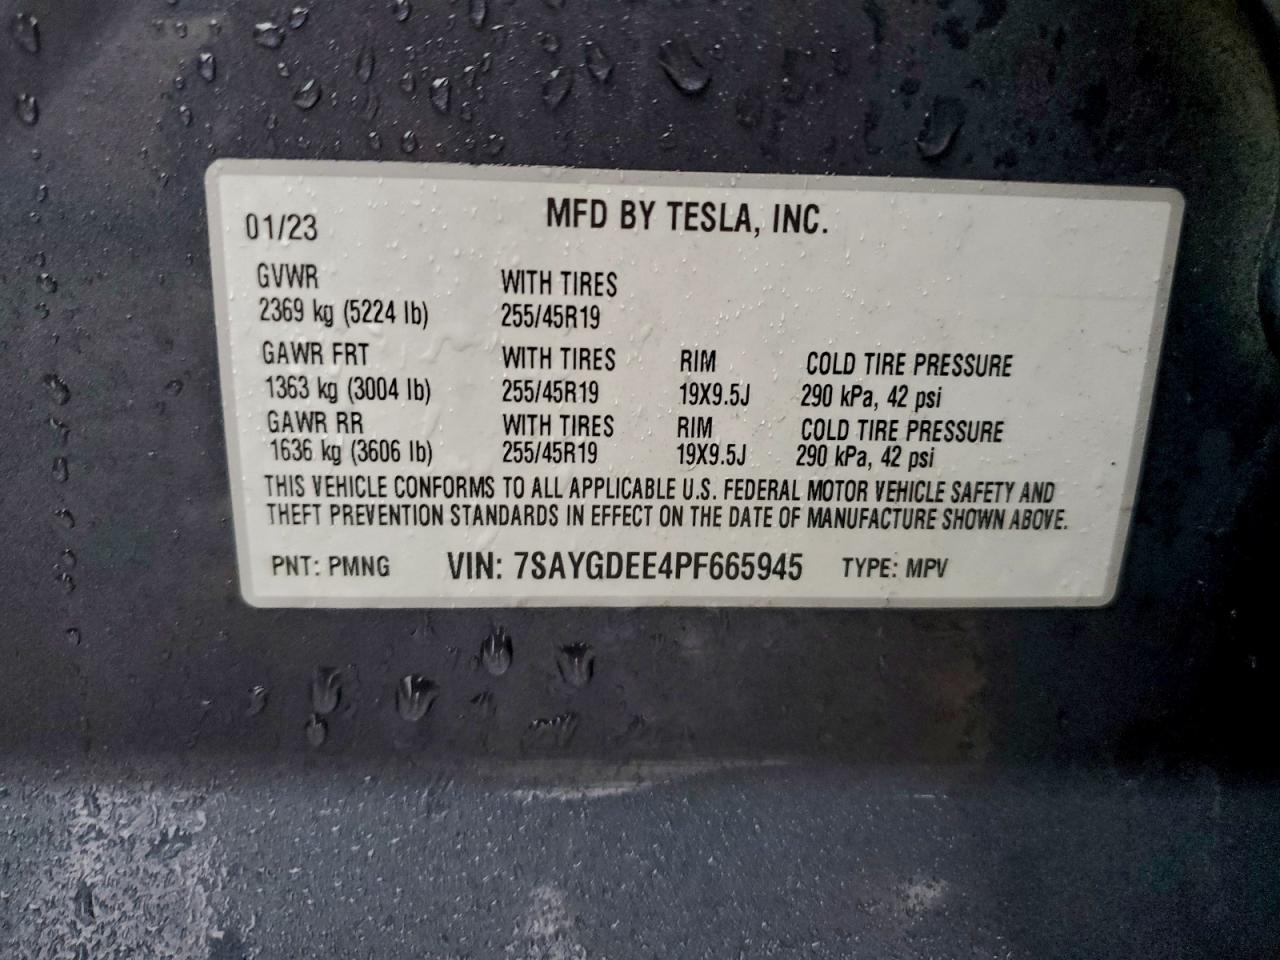 MFD BY TESLA, INC.
01/23
GVWR WITH TIRES
2369 kg (5224 lb) 255/45R19
GAWR FRT WITH TIRES RIM COLD TIRE PRESSURE
1363 kg (3004 lb) 255/45R19 19X9.5J 290 kPa, 42 psi
GAWR RR WITH TIRES RIM COLD TIRE PRESSURE
1636 kg (3606 lb) 255/45R19 19X9.5J 290 kPa, 42 psi
THIS VEHICLE CONFORMS TO ALL APPLICABLE U.S. FEDERAL MOTOR VEHICLE SAFETY AND
THEFT PREVENTION STANDARDS IN EFFECT ON THE DATE OF MANUFACTURE SHOWN ABOVE.
PNT: PMNG VIN: 7SAYGDEE4PF665945 TYPE: MPV